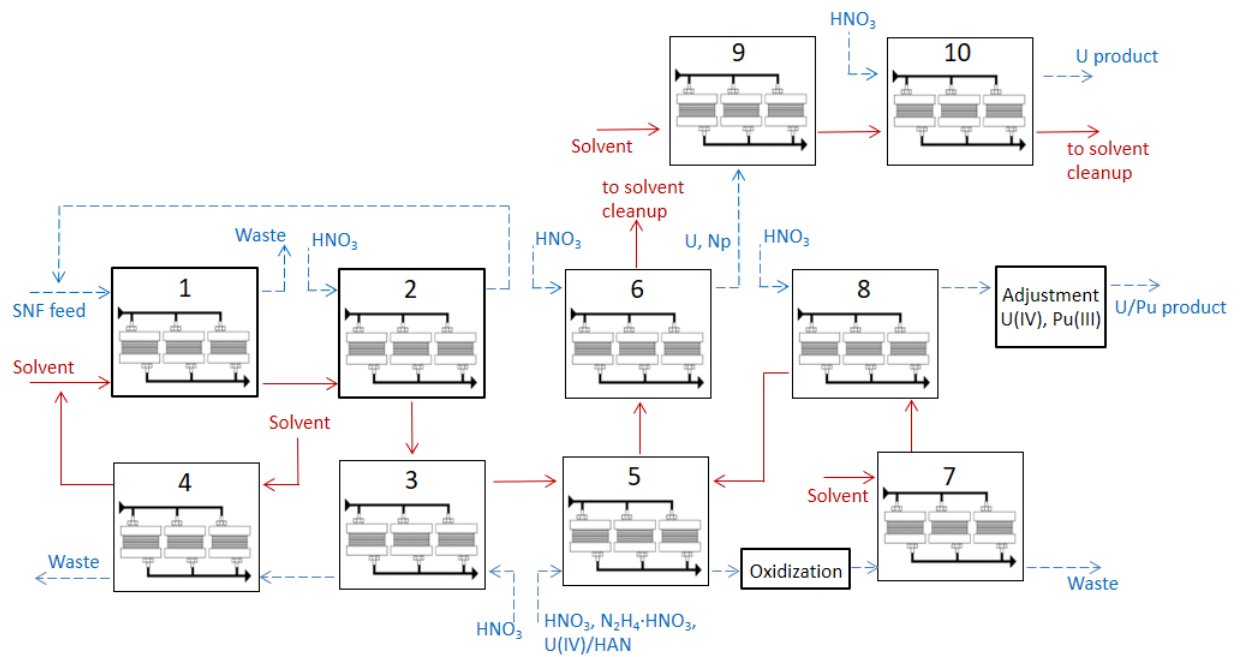 HNO₃
9
10
U product
Solvent
to solvent
cleanup
to solvent
cleanup
Waste
HNO₃
HNO₃
U, Np
HNO₃
1
2
6
8
SNF feed
Adjustment
U(IV), Pu(III)
U/Pu product
Solvent
Solvent
4
3
5
7
Solvent
Waste
Oxidization
Waste
HNO₃
HNO₃, N₂H₄·HNO₃,
U(IV)/HAN